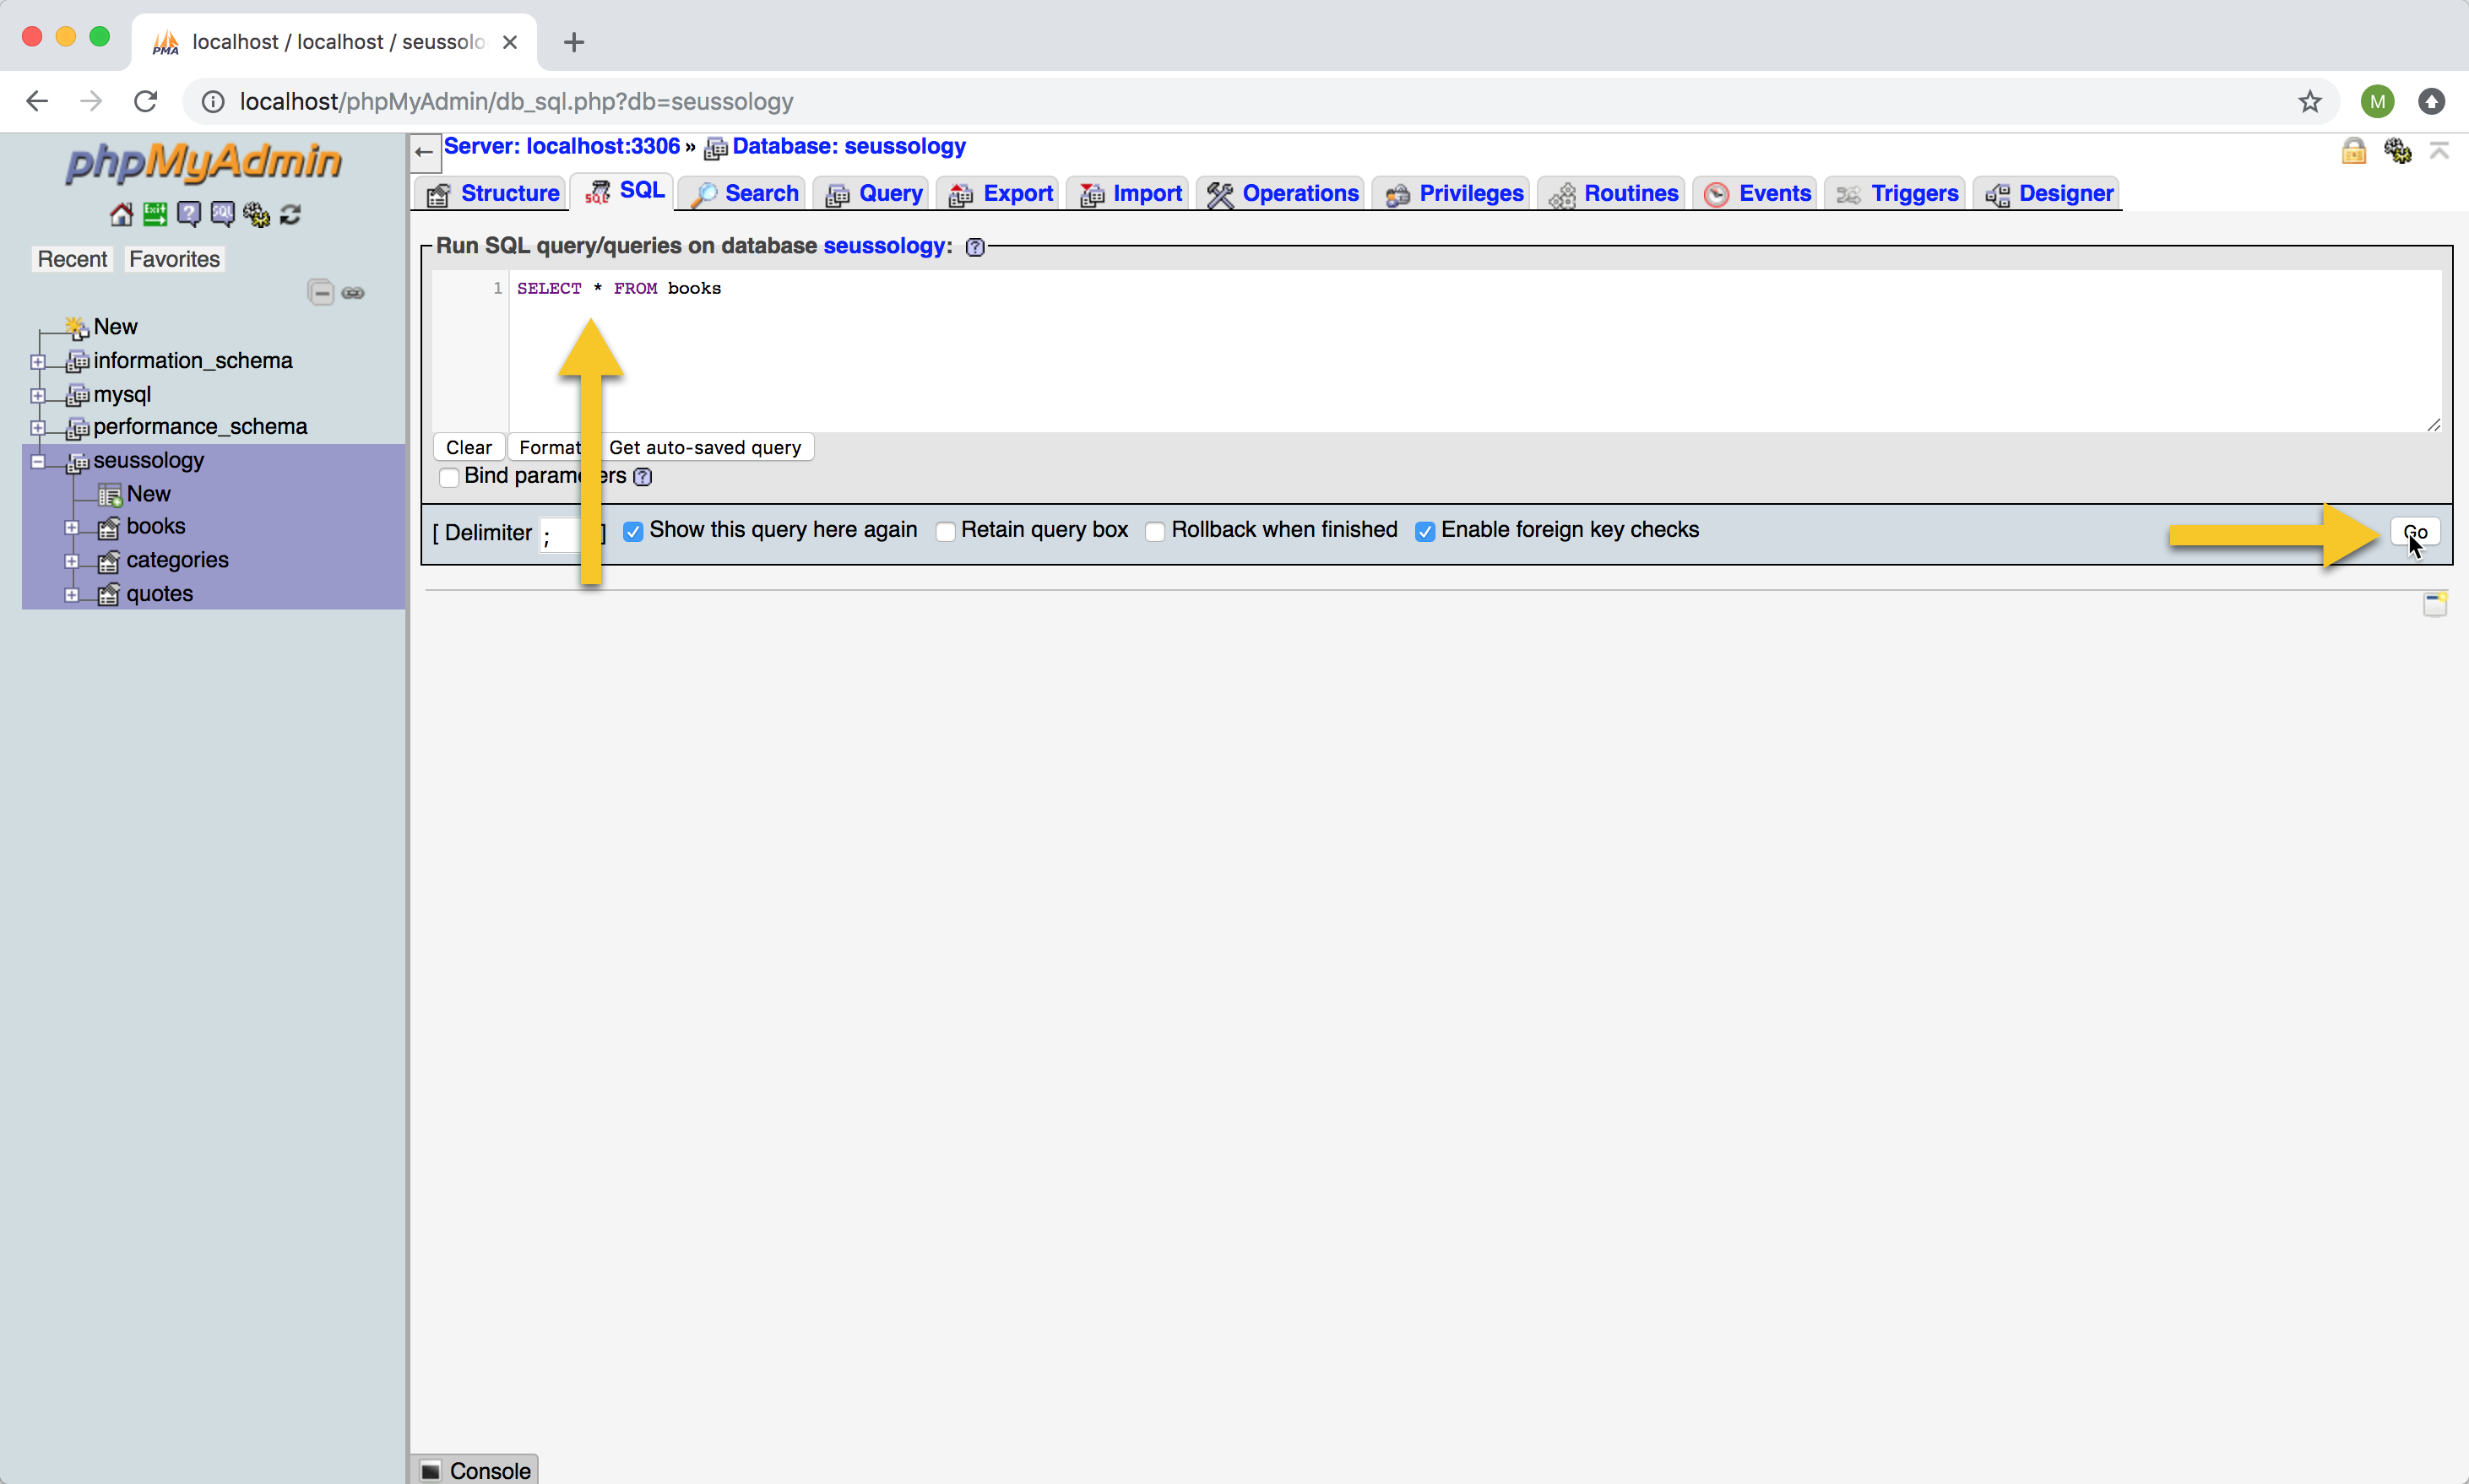 localhost / localhost / seussolo
localhost/phpMyAdmin/db_sql.php?db=seussology
M
phpMyAdmin
Recent Favorites
New
information_schema
mysql
performance_schema
seussology
New
books
categories
quotes
Server: localhost:3306 » Database: seussology
Structure SQL Search Query Export Import Operations Privileges Routines Events Triggers Designer
Run SQL query/queries on database seussology:
1 SELECT * FROM books
Clear Format Get auto-saved query
Bind parameters
[ Delimiter ; ] Show this query here again Retain query box Rollback when finished Enable foreign key checks Go
Console